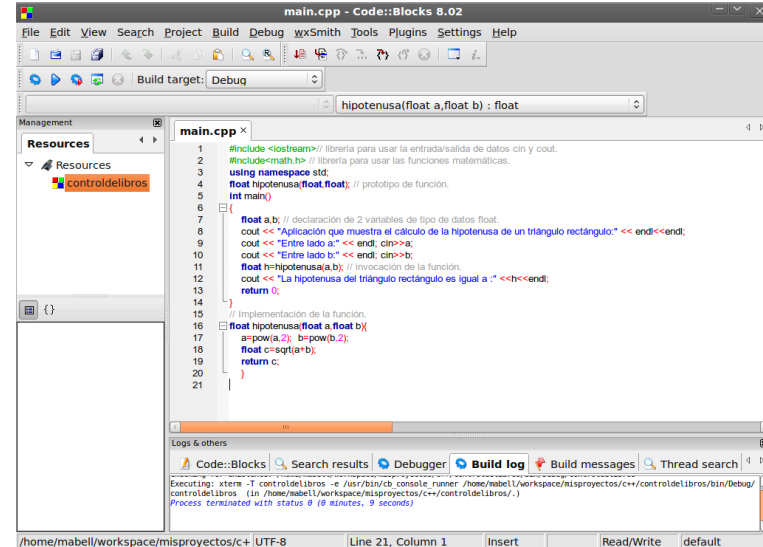 main.cpp - Code::Blocks 8.02
File Edit View Search Project Build Debug wxSmith Tools Plugins Settings Help
Build target: Debug
hipotenusa(float a,float b) : float
Management
Resources
Resources
controldelibros
main.cpp
1 #include <iostream>// librería para usar la entrada/salida de datos cin y cout.
2 #include<math.h> // librería para usar las funciones matemáticas.
3 using namespace std;
4 float hipotenusa(float,float); // prototipo de función.
5 int main()
6 {
7 float a,b; // declaración de 2 variables de tipo de datos float.
8 cout << "Aplicación que muestra el cálculo de la hipotenusa de un triángulo rectángulo:" << endl<<endl;
9 cout << "Entre lado a:" << endl; cin>>a;
10 cout << "Entre lado b:" << endl; cin>>b;
11 float h=hipotenusa(a,b); // invocación de la función.
12 cout << "La hipotenusa del triángulo rectángulo es igual a :" <<h<<endl;
13 return 0;
14 }
15 // Implementación de la función.
16 float hipotenusa(float a,float b){
17 a=pow(a,2); b=pow(b,2);
18 float c=sqrt(a+b);
19 return c;
20 }
21
Logs & others
Code::Blocks Search results Debugger Build log Build messages Thread search
Executing: xterm -T controldelibros -e /usr/bin/cb_console_runner /home/mabell/workspace/misproyectos/c++/controldelibros/bin/Debug/
controldelibros (in /home/mabell/workspace/misproyectos/c++/controldelibros/.)
Process terminated with status 0 (0 minutes, 9 seconds)
/home/mabell/workspace/misproyectos/c+ UTF-8 Line 21, Column 1 Insert Read/Write default